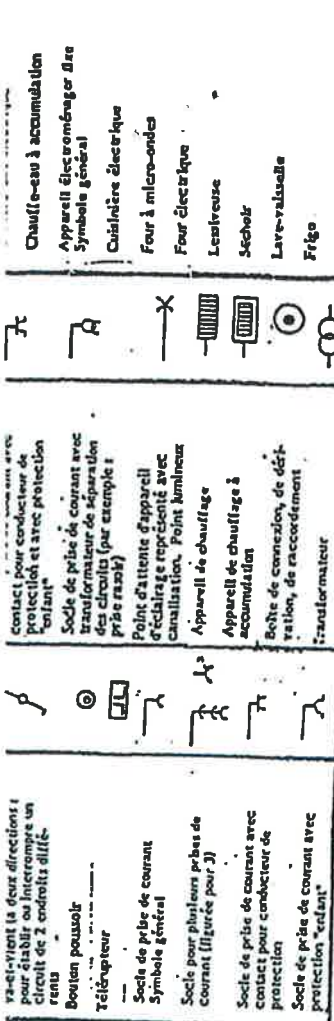 va-et-vient (a deux directions :
pour établir ou interrompre un
circuit de 2 endroits diffé-
rents
Bouton poussoir
Télérupteur
Socle de prise de courant
Symbole général
Socle pour plusieurs prises de
courant (figurée pour 3)
Socle de prise de courant avec
contact pour conducteur de
protection
Socle de prise de courant avec
protection "enfant"
3
contact pour conducteur de
protection et avec protection
"enfant"
Socle de prise de courant avec
transformateur de séparation
des circuits (par exemple :
prise rasoir)
Point d'attente d'appareil
d'éclairage représenté avec
canalisation. Point lumineux
Appareil de chauffage
Appareil de chauffage à
accumulation
Boîte de connexion, de déri-
vation, de raccordement
Transformateur
Chauffe-eau à accumulation
Appareil électroménager fixe
Symbole général
Cuisinière électrique
Four à micro-ondes
Four électrique
Lessiveuse
Séchoir
Lave-vaisselle
Frigo